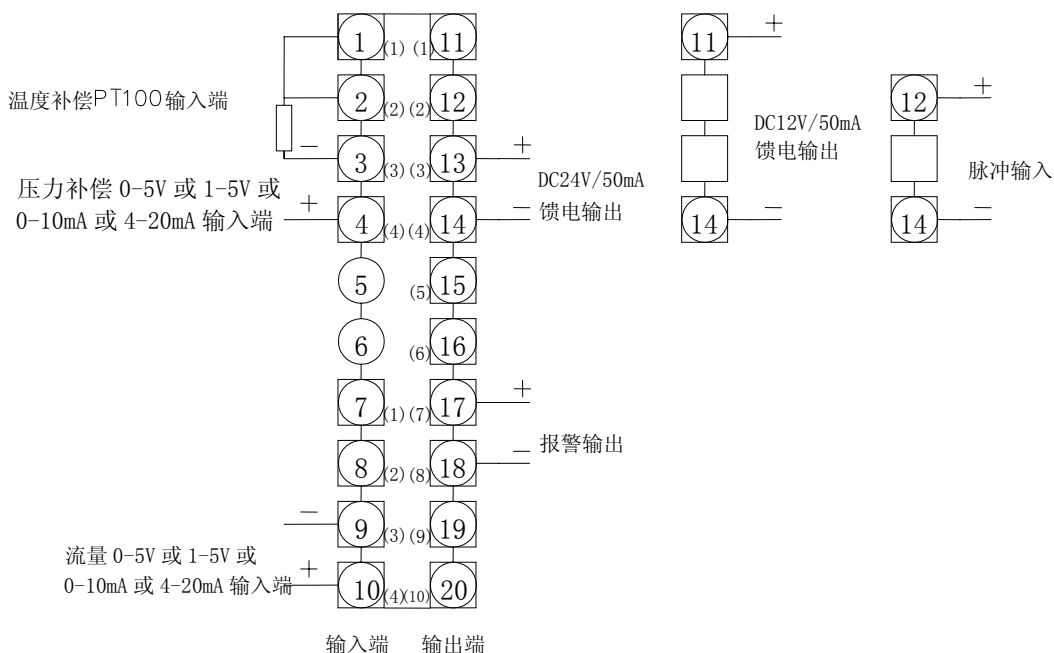 1 (1) (1) 11
温度补偿PT100输入端
2 (2) (2) 12
3 (3) (3) 13
压力补偿 0-5V 或 1-5V 或
0-10mA 或 4-20mA 输入端
4 (4) (4) 14
− +
+ −
DC24V/50mA
馈电输出
5 (5) 15
6 (6) 16
7 (1) (7) 17
8 (2) (8) 18
+
−
报警输出
9 (3) (9) 19
流量 0-5V 或 1-5V 或
0-10mA 或 4-20mA 输入端
−
+
10 (4) (10) 20
输入端 输出端
11 +
DC12V/50mA
馈电输出
14 −
12 +
脉冲输入
14 −